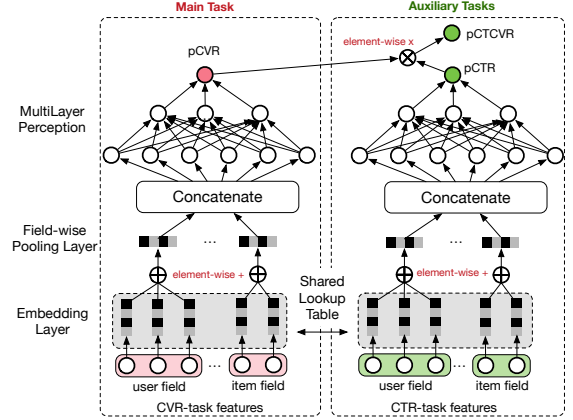 Main Task
Auxiliary Tasks
pCTCVR
element-wise x
pCVR
pCTR
MultiLayer
Perception
Concatenate
Concatenate
Field-wise
Pooling Layer
...
...
element-wise +
element-wise +
Shared
Lookup
Table
Embedding
Layer
...
...
user field
item field
user field
item field
CVR-task features
CTR-task features